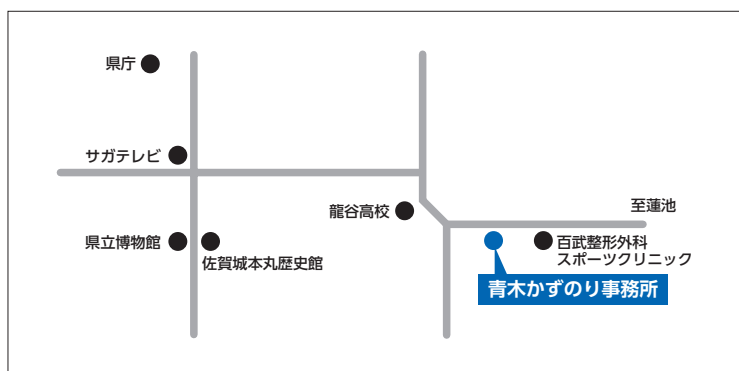 県庁
サガテレビ
龍谷高校
至蓮池
県立博物館
佐賀城本丸歴史館
百武整形外科
スポーツクリニック
青木かずのり事務所